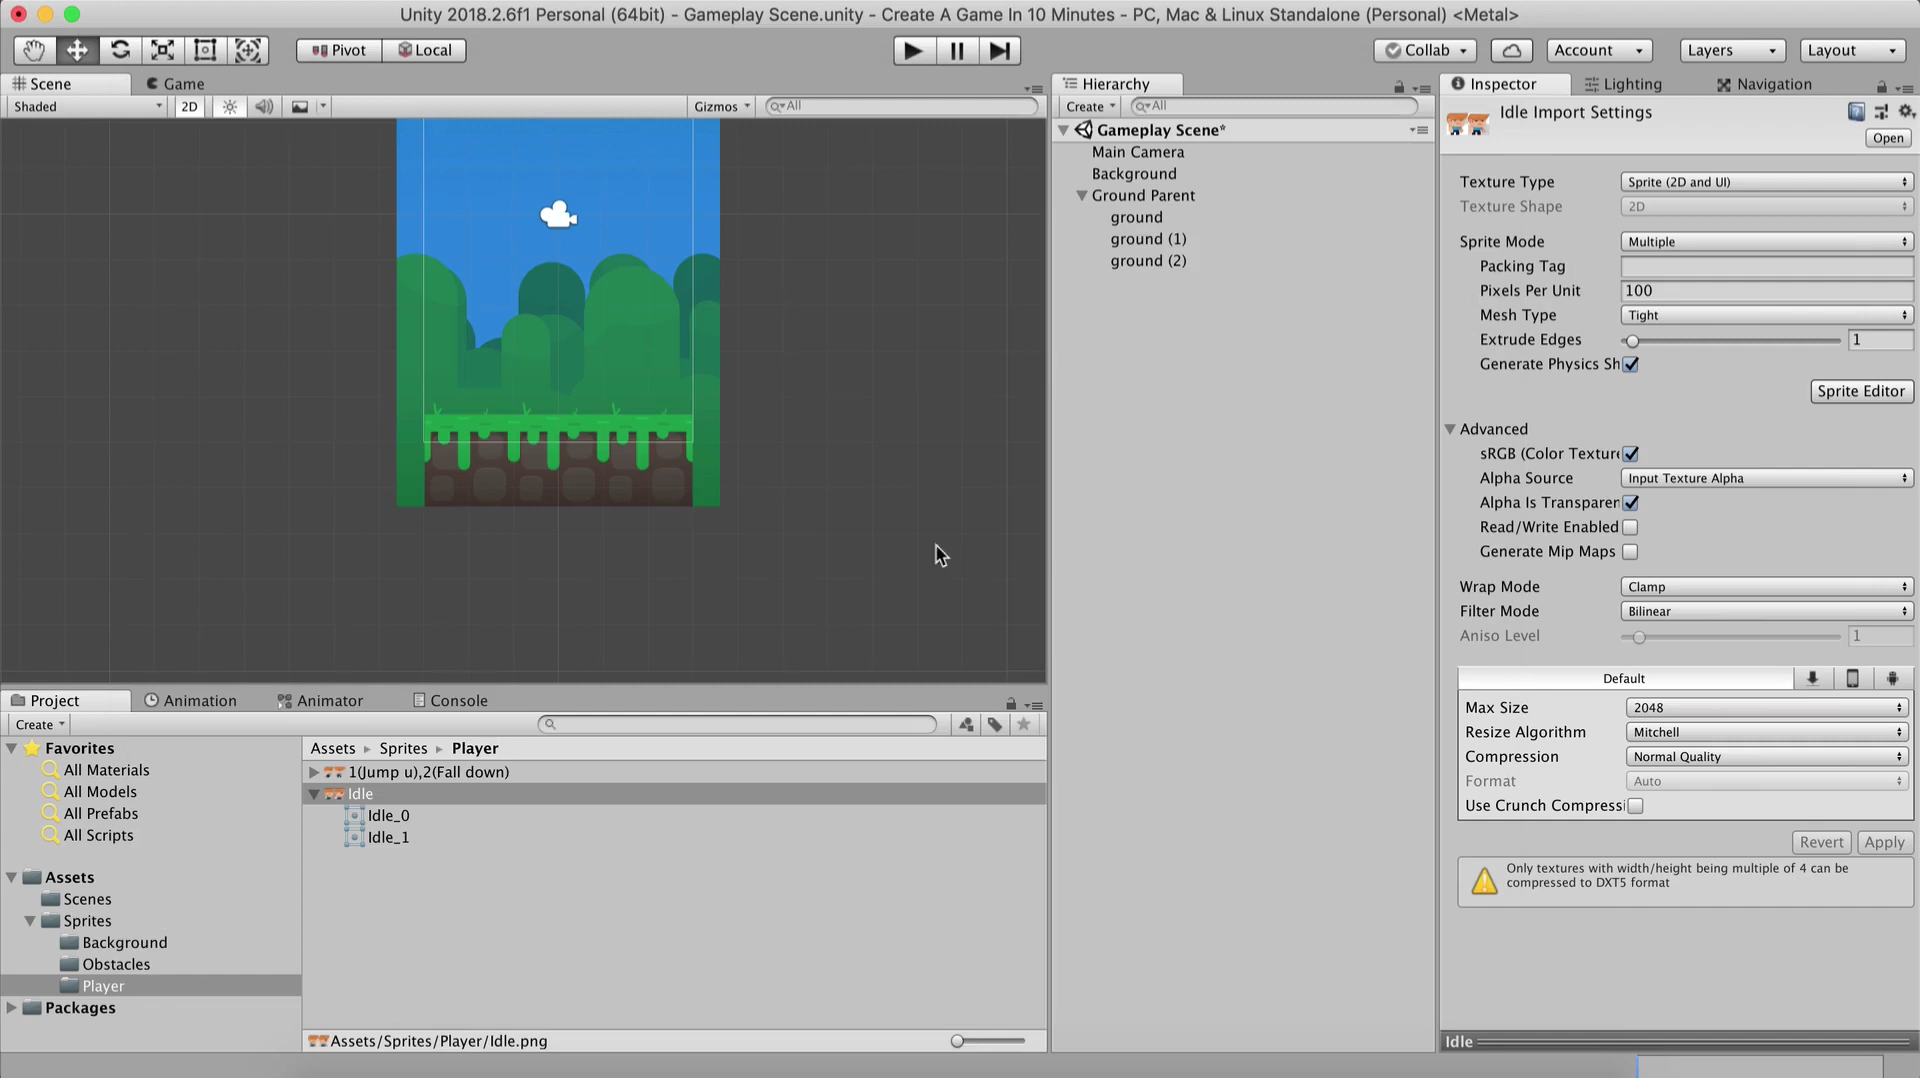 Unity 2018.2.6f1 Personal (64bit) - Gameplay Scene.unity - Create A Game In 10 Minutes - PC, Mac & Linux Standalone (Personal) <Metal>
Pivot Local Collab Account Layers Layout
Scene Game
Shaded 2D Gizmos All
Hierarchy
Create All
Gameplay Scene*
Main Camera
Background
Ground Parent
ground
ground (1)
ground (2)
Inspector Lighting Navigation
Idle Import Settings
Open
Texture Type Sprite (2D and UI)
Texture Shape 2D
Sprite Mode Multiple
Packing Tag
Pixels Per Unit 100
Mesh Type Tight
Extrude Edges 1
Generate Physics Sh
Sprite Editor
Advanced
sRGB (Color Texture
Alpha Source Input Texture Alpha
Alpha Is Transparen
Read/Write Enabled
Generate Mip Maps
Wrap Mode Clamp
Filter Mode Bilinear
Aniso Level 1
Default
Max Size 2048
Resize Algorithm Mitchell
Compression Normal Quality
Format Auto
Use Crunch Compressi
Revert Apply
Only textures with width/height being multiple of 4 can be
compressed to DXT5 format
Idle
Project Animation Animator Console
Create
Favorites
All Materials
All Models
All Prefabs
All Scripts
Assets
Scenes
Sprites
Background
Obstacles
Player
Packages
Assets Sprites Player
1(Jump u),2(Fall down)
Idle
Idle_0
Idle_1
Assets/Sprites/Player/Idle.png